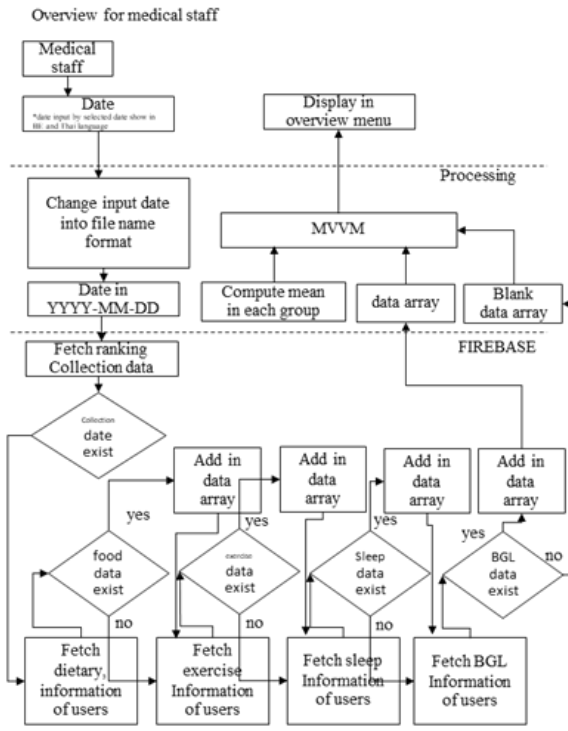 Overview for medical staff
Medical
staff
Date
*date input by selected date show in
BE and Thai language
Display in
overview menu
Processing
Change input date
into file name
format
MVVM
Date in
YYYY-MM-DD
Compute mean
in each group
data array
Blank
data array
FIREBASE
Fetch ranking
Collection data
Collection
date
exist
Add in
data
array
Add in
data
array
Add in
data
array
Add in
data
array
yes
yes
yes
yes
no
food
data
exist
exercise
data
exist
Sleep
data
exist
BGL
data
exist
no
no
no
Fetch
dietary,
information
of users
Fetch
exercise
Information
of users
Fetch sleep
Information
of users
Fetch BGL
Information
of users